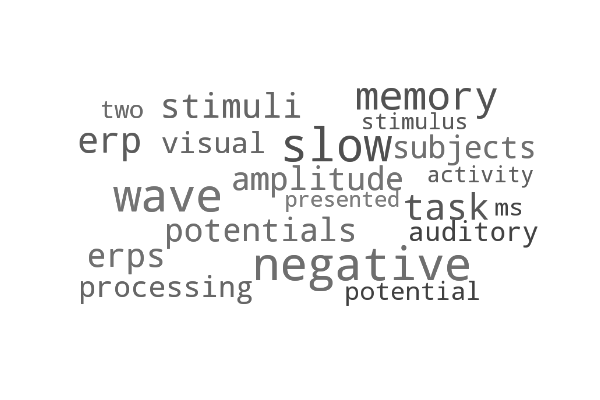 two stimuli memory
stimulus
erp visual slow subjects
amplitude activity
wave presented task ms
potentials auditory
erps negative
processing potential